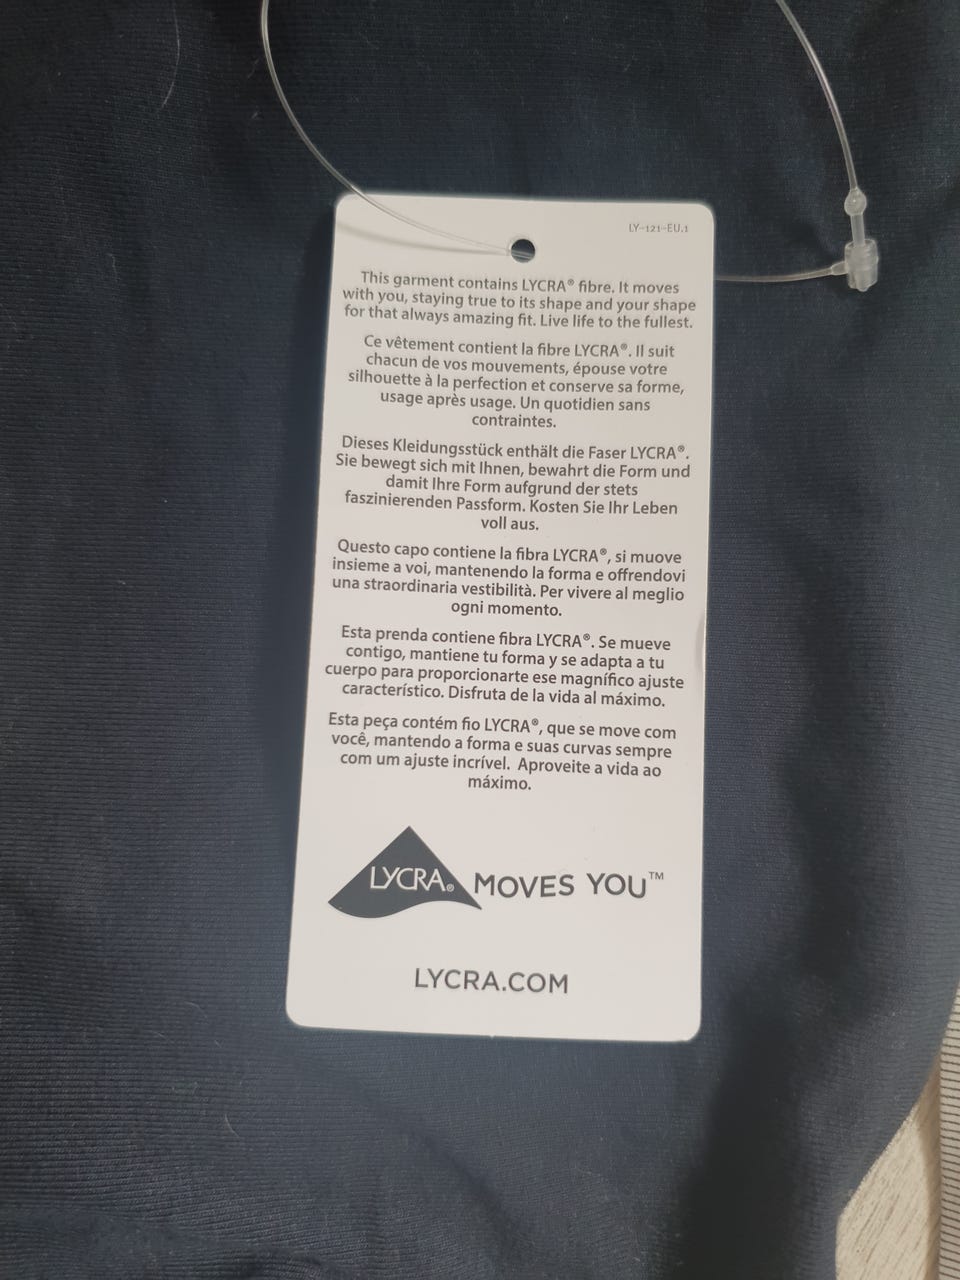 LY-121-EU.1
This garment contains LYCRA® fibre. It moves
with you, staying true to its shape and your shape
for that always amazing fit. Live life to the fullest.
Ce vêtement contient la fibre LYCRA®. Il suit
chacun de vos mouvements, épouse votre
silhouette à la perfection et conserve sa forme,
usage après usage. Un quotidien sans
contraintes.
Dieses Kleidungsstück enthält die Faser LYCRA®.
Sie bewegt sich mit Ihnen, bewahrt die Form und
damit Ihre Form aufgrund der stets
faszinierenden Passform. Kosten Sie Ihr Leben
voll aus.
Questo capo contiene la fibra LYCRA®, si muove
insieme a voi, mantenendo la forma e offrendovi
una straordinaria vestibilità. Per vivere al meglio
ogni momento.
Esta prenda contiene fibra LYCRA®. Se mueve
contigo, mantiene tu forma y se adapta a tu
cuerpo para proporcionarte ese magnífico ajuste
característico. Disfruta de la vida al máximo.
Esta peça contém fio LYCRA®, que se move com
você, mantendo a forma e suas curvas sempre
com um ajuste incrível. Aproveite a vida ao
máximo.
LYCRA® MOVES YOU™
LYCRA.COM